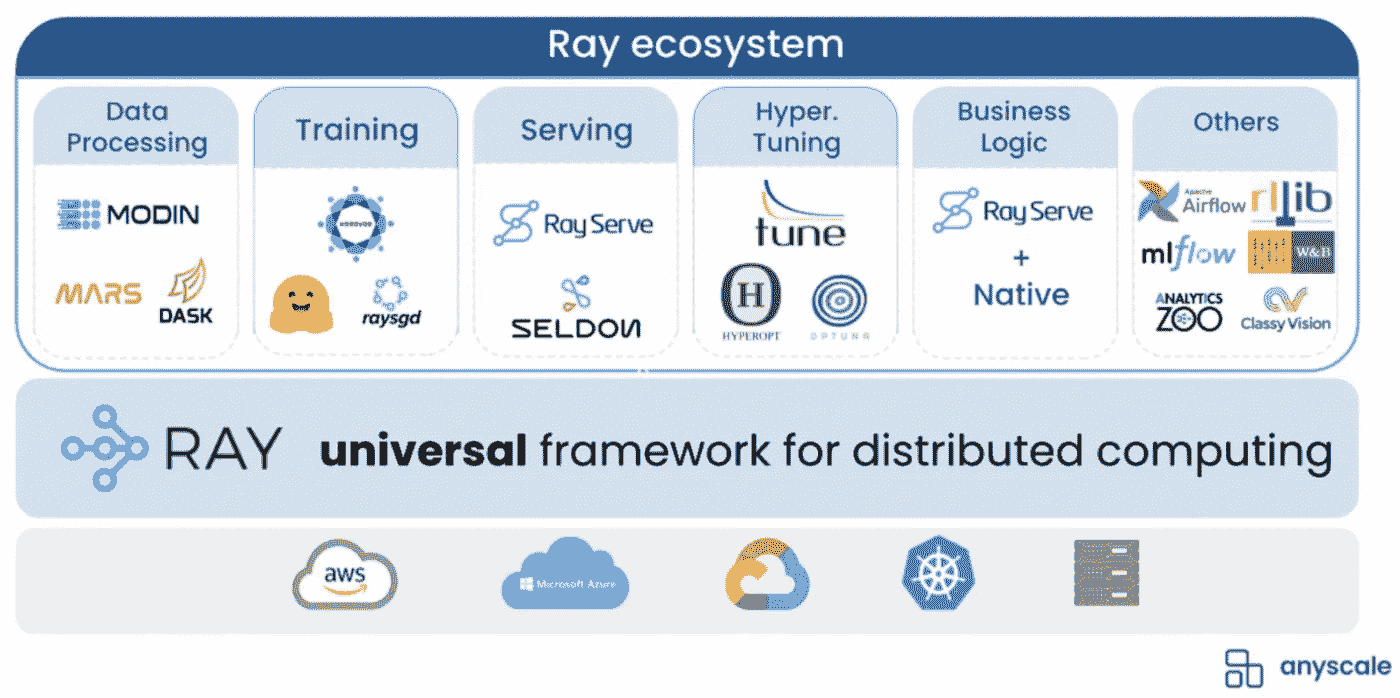 Ray ecosystem
Data
Processing
MODIN
MARS
DASK
Training
HOROVOD
raysgd
Serving
Ray Serve
SELDON
Hyper.
Tuning
tune
H
HYPEROPT
OPTUNA
Business
Logic
Ray Serve
+
Native
Others
APACHE
Airflow
rllib
mlflow
W&B
ANALYTICS
ZOO
Classy Vision
RAY universal framework for distributed computing
aws
Microsoft Azure
anyscale